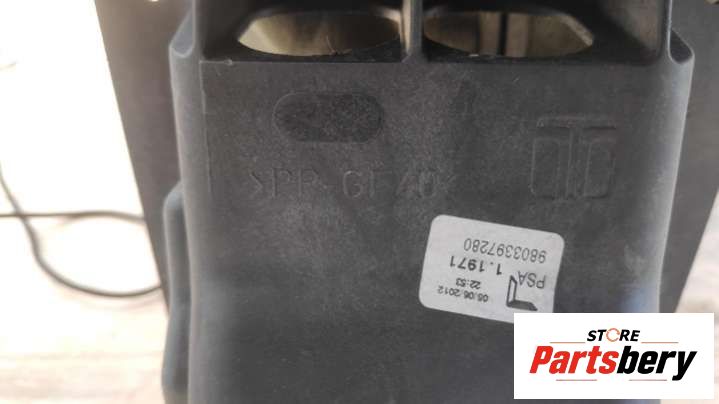 >PP-GF40<
05/06/2012
22:53
PSA 1.1971
9803397280
STORE
Partsbery